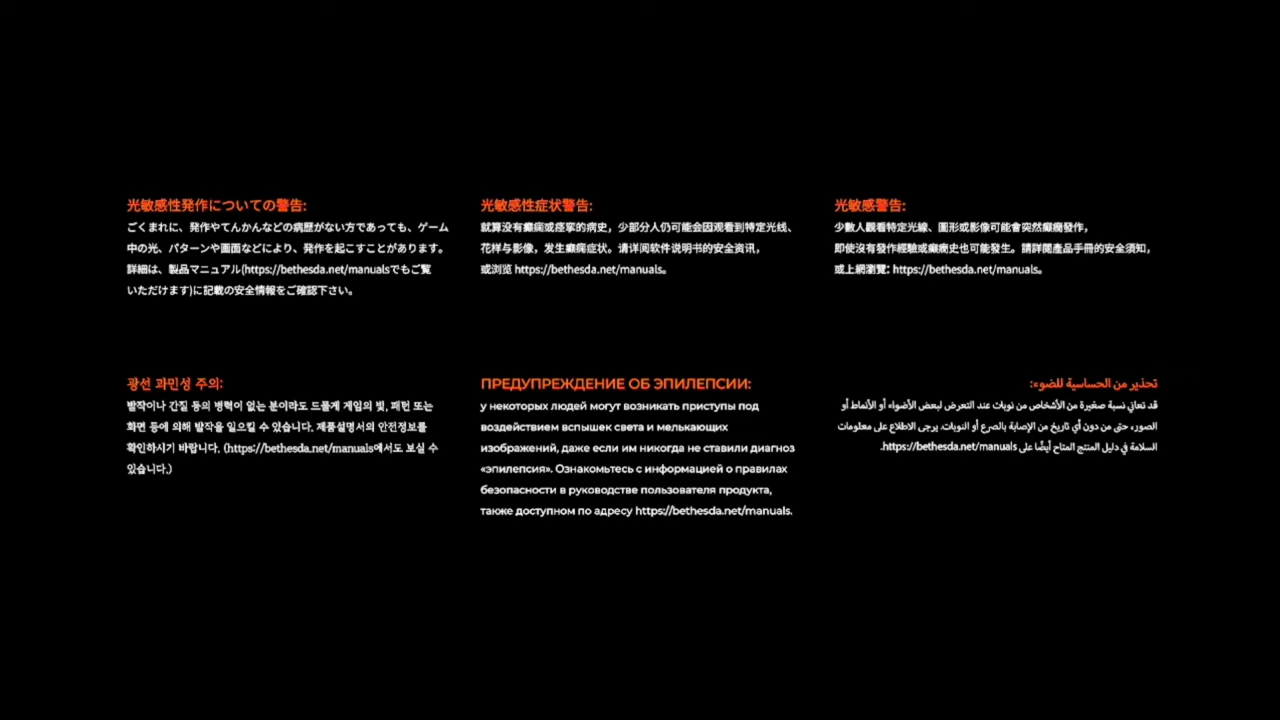 光敏感性発作についての警告:
ごくまれに、発作やてんかんなどの病歴がない方であっても、ゲーム
中の光、パターンや画面などにより、発作を起こすことがあります。
詳細は、製品マニュアル(https://bethesda.net/manualsでもご覧
いただけます)に記載の安全情報をご確認下さい。
光敏感性症状警告:
就算没有癫痫或痉挛的病史，少部分人仍可能会因观看到特定光线、
花样与影像，发生癫痫症状。请详阅软件说明书的安全资讯，
或浏览 https://bethesda.net/manuals。
光敏感警告:
少數人觀看特定光線、圖形或影像可能會突然癲癇發作，
即使沒有發作經驗或癲癇史也可能發生。請詳閱產品手冊的安全須知，
或上網瀏覽: https://bethesda.net/manuals。
광선 과민성 주의:
발작이나 간질 등의 병력이 없는 분이라도 드물게 게임의 빛, 패턴 또는
화면 등에 의해 발작을 일으킬 수 있습니다. 제품설명서의 안전정보를
확인하시기 바랍니다. (https://bethesda.net/manuals에서도 보실 수
있습니다.)
ПРЕДУПРЕЖДЕНИЕ ОБ ЭПИЛЕПСИИ:
у некоторых людей могут возникать приступы под
воздействием вспышек света и мелькающих
изображений, даже если им никогда не ставили диагноз
«эпилепсия». Ознакомьтесь с информацией о правилах
безопасности в руководстве пользователя продукта,
также доступном по адресу https://bethesda.net/manuals.
تحذير من الحساسية للضوء:
قد تعاني نسبة صغيرة من الأشخاص من نوبات عند التعرض لبعض الأضواء أو الأنماط أو
الصور، حتى من دون أي تاريخ من الإصابة بالصرع أو النوبات. يرجى الاطلاع على معلومات
السلامة في دليل المنتج المتاح أيضًا على https://bethesda.net/manuals.